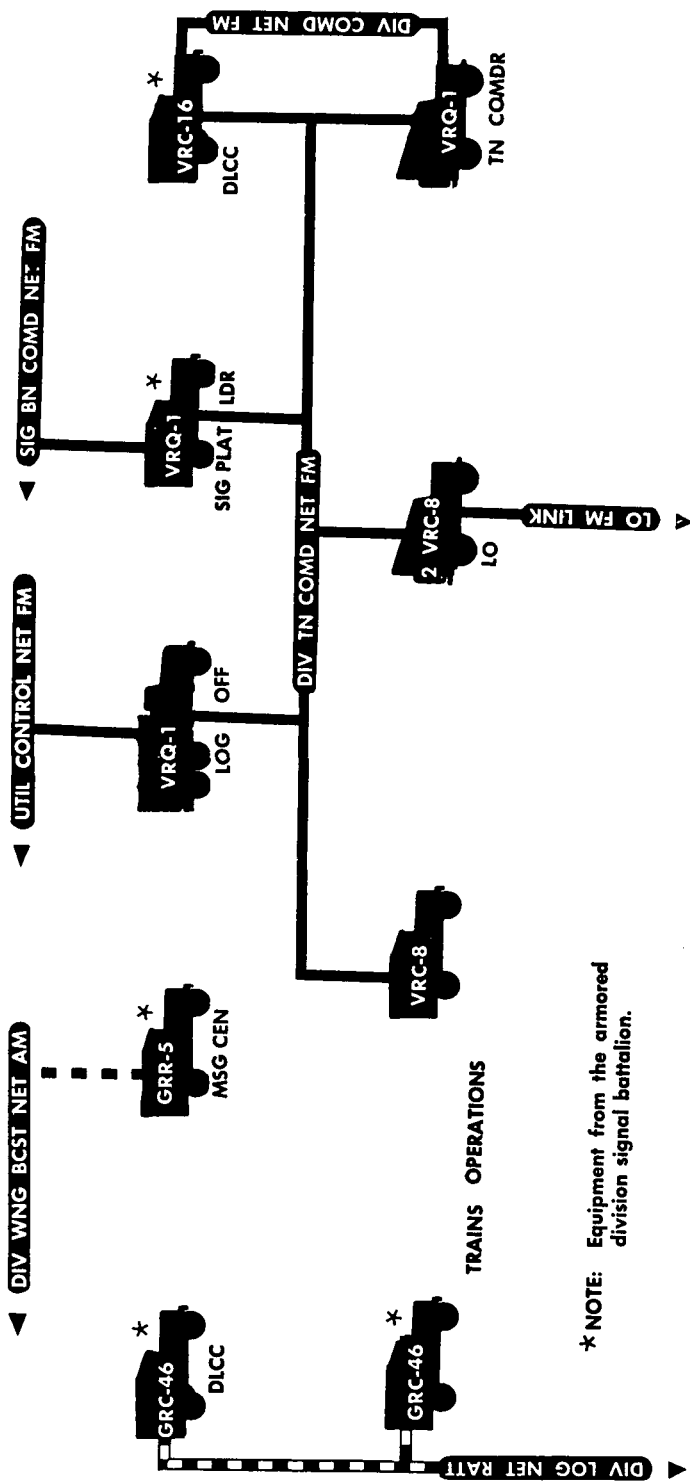 DIV WNG BCST NET AM
UTIL CONTROL NET FM
SIG BN COMD NET FM
* GRC-46
DLCC
* GRR-5
MSG CEN
VRQ-1
LOG OFF
* VRQ-1
SIG PLAT LDR
* VRC-16
DLCC
DIV COMD NET FM
DIV TN COMD NET FM
* GRC-46
TRAINS OPERATIONS
VRC-8
2 VRC-8
LO
VRQ-1
TN COMDR
DIV LOG NET RATT
LO FM LINK
*NOTE: Equipment from the armored
division signal battalion.